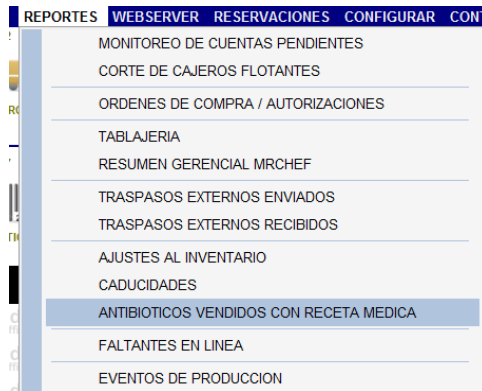 REPORTES WEBSERVER RESERVACIONES CONFIGURAR
MONITOREO DE CUENTAS PENDIENTES
CORTE DE CAJEROS FLOTANTES
ORDENES DE COMPRA / AUTORIZACIONES
TABLAJERIA
RESUMEN GERENCIAL MRCHEF
TRASPASOS EXTERNOS ENVIADOS
TRASPASOS EXTERNOS RECIBIDOS
AJUSTES AL INVENTARIO
CADUCIDADES
ANTIBIOTICOS VENDIDOS CON RECETA MEDICA
FALTANTES EN LINEA
EVENTOS DE PRODUCCION